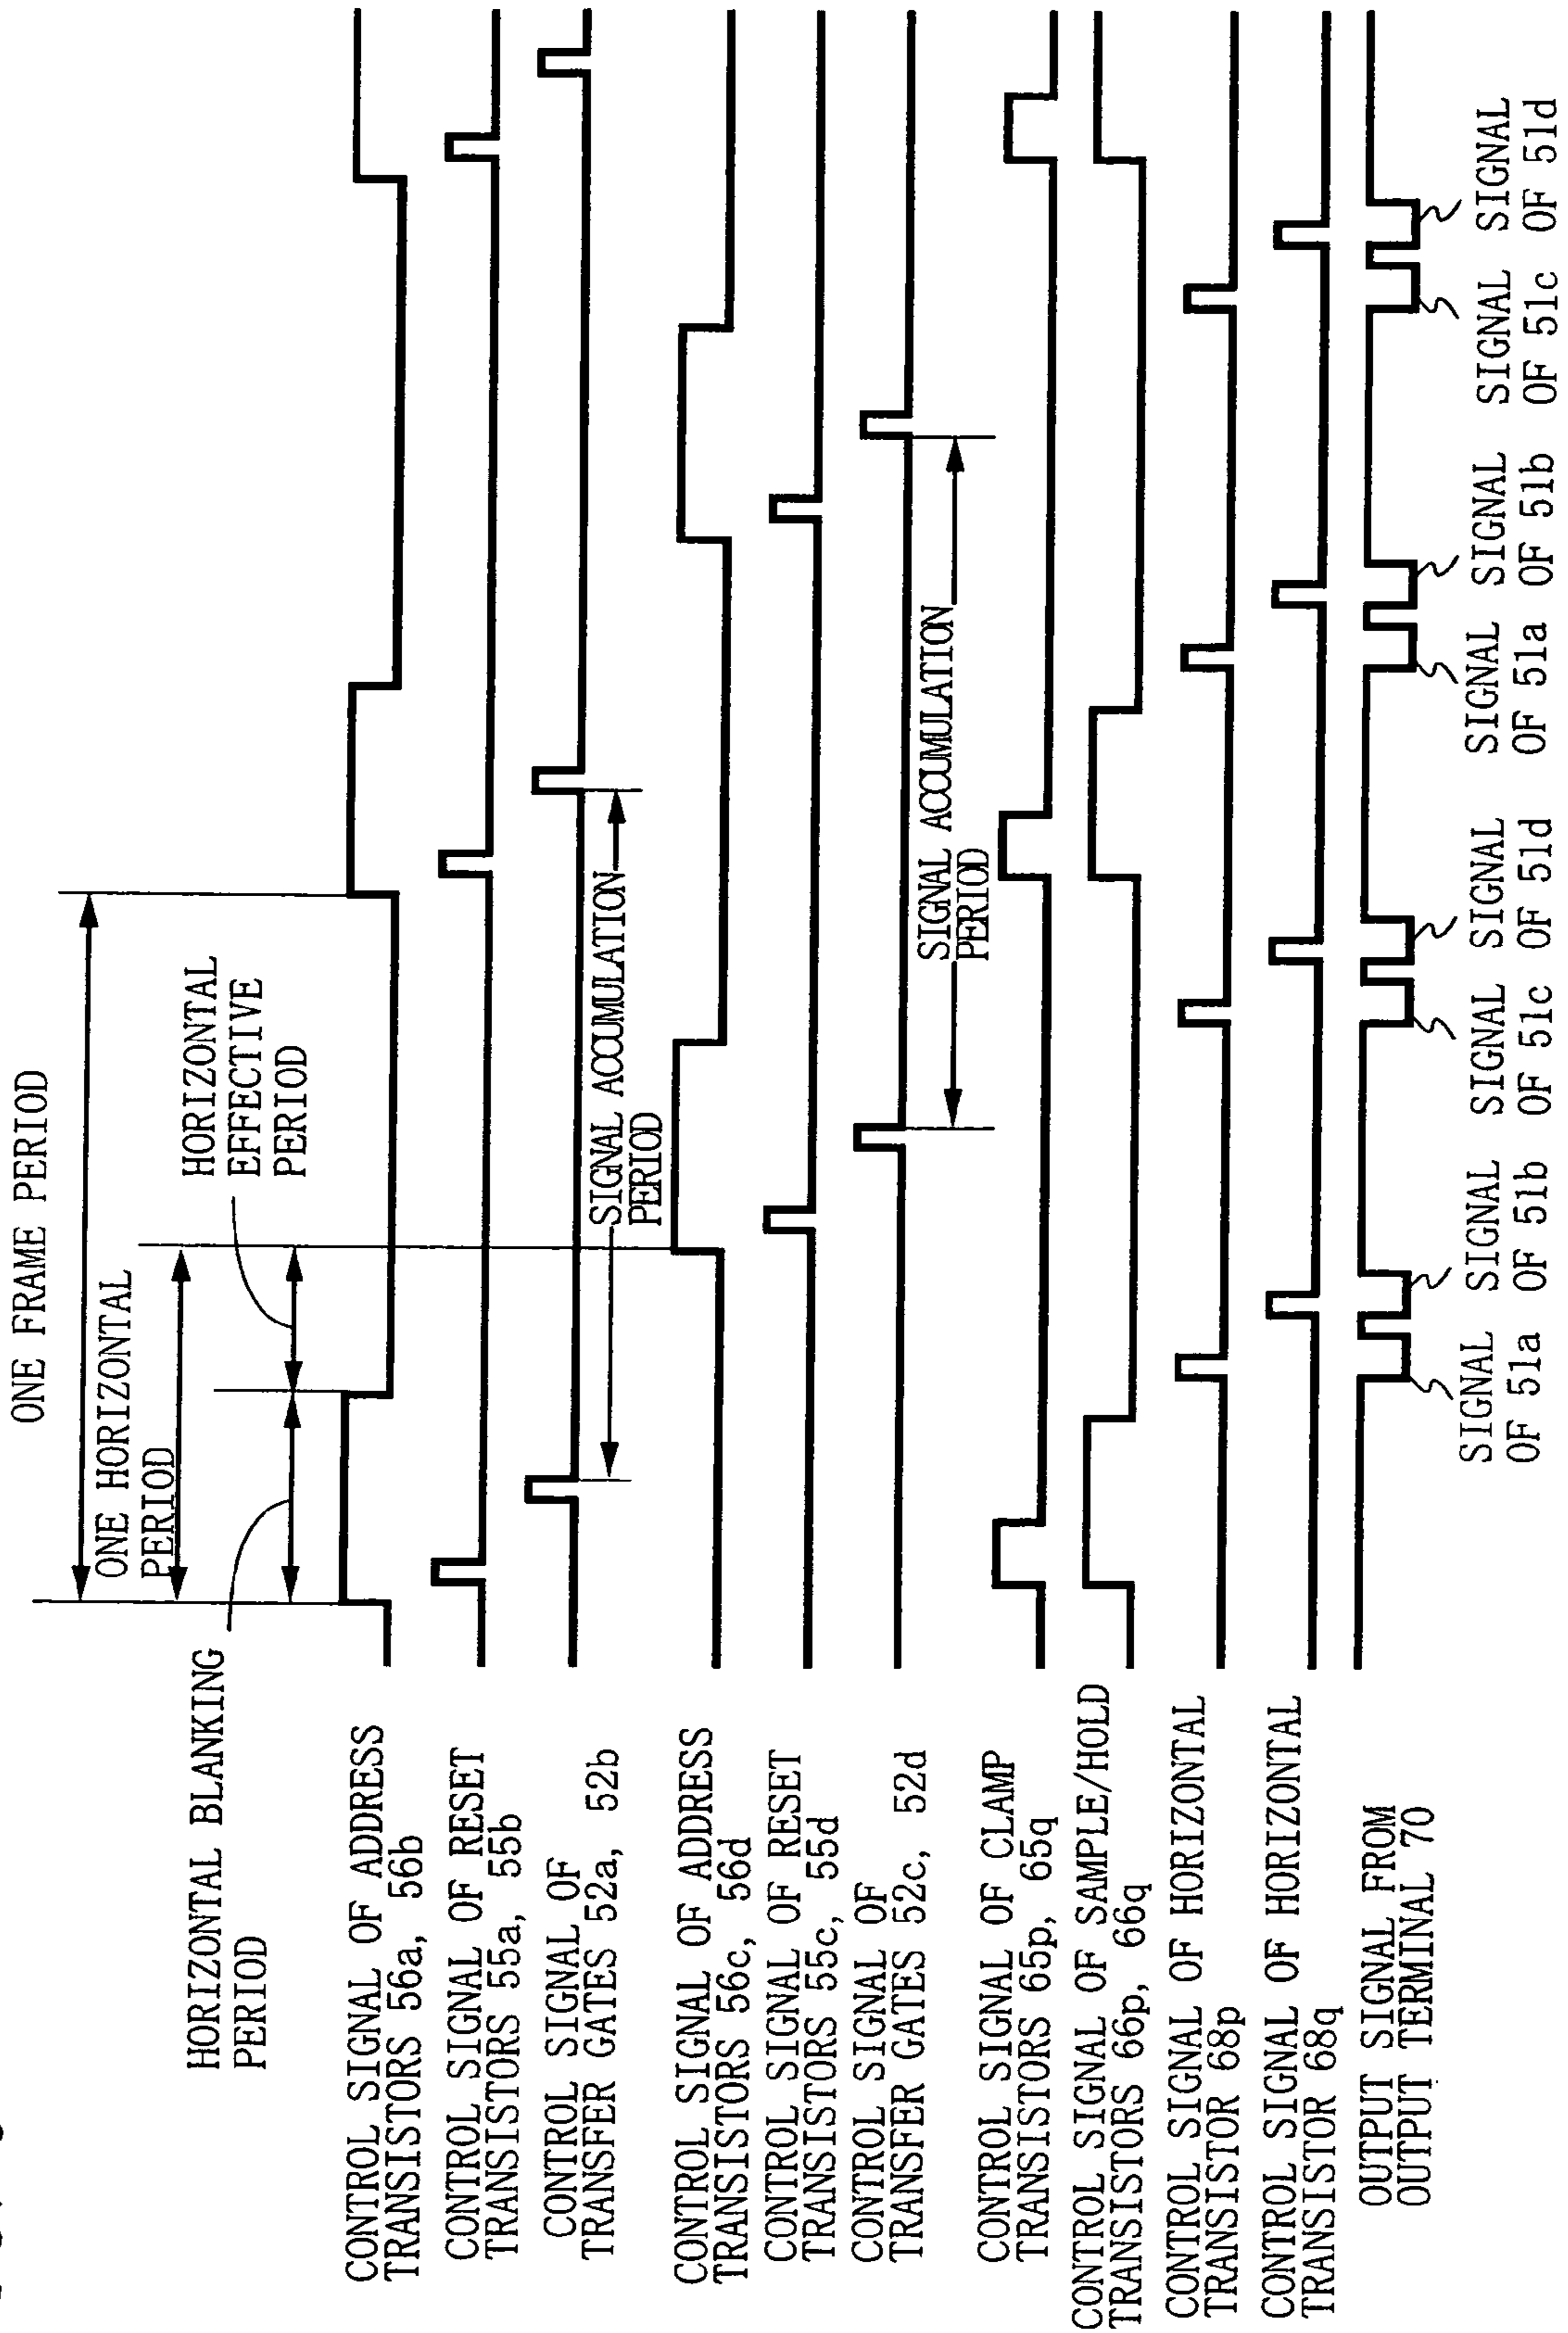 ONE FRAME PERIOD
ONE HORIZONTAL
PERIOD
HORIZONTAL
EFFECTIVE
PERIOD
HORIZONTAL BLANKING
PERIOD
CONTROL SIGNAL OF ADDRESS
TRANSISTORS 56a, 56b
CONTROL SIGNAL OF RESET
TRANSISTORS 55a, 55b
CONTROL SIGNAL OF
TRANSFER GATES 52a, 52b
SIGNAL ACCUMULATION
PERIOD
CONTROL SIGNAL OF ADDRESS
TRANSISTORS 56c, 56d
CONTROL SIGNAL OF RESET
TRANSISTORS 55c, 55d
CONTROL SIGNAL OF
TRANSFER GATES 52c, 52d
SIGNAL ACCUMULATION
PERIOD
CONTROL SIGNAL OF CLAMP
TRANSISTORS 65p, 65q
CONTROL SIGNAL OF SAMPLE/HOLD
TRANSISTORS 66p, 66q
CONTROL SIGNAL OF HORIZONTAL
TRANSISTOR 68p
CONTROL SIGNAL OF HORIZONTAL
TRANSISTOR 68q
OUTPUT SIGNAL FROM
OUTPUT TERMINAL 70
SIGNAL
OF 51a
SIGNAL
OF 51b
SIGNAL
OF 51c
SIGNAL
OF 51d
SIGNAL
OF 51a
SIGNAL
OF 51b
SIGNAL
OF 51c
SIGNAL
OF 51d